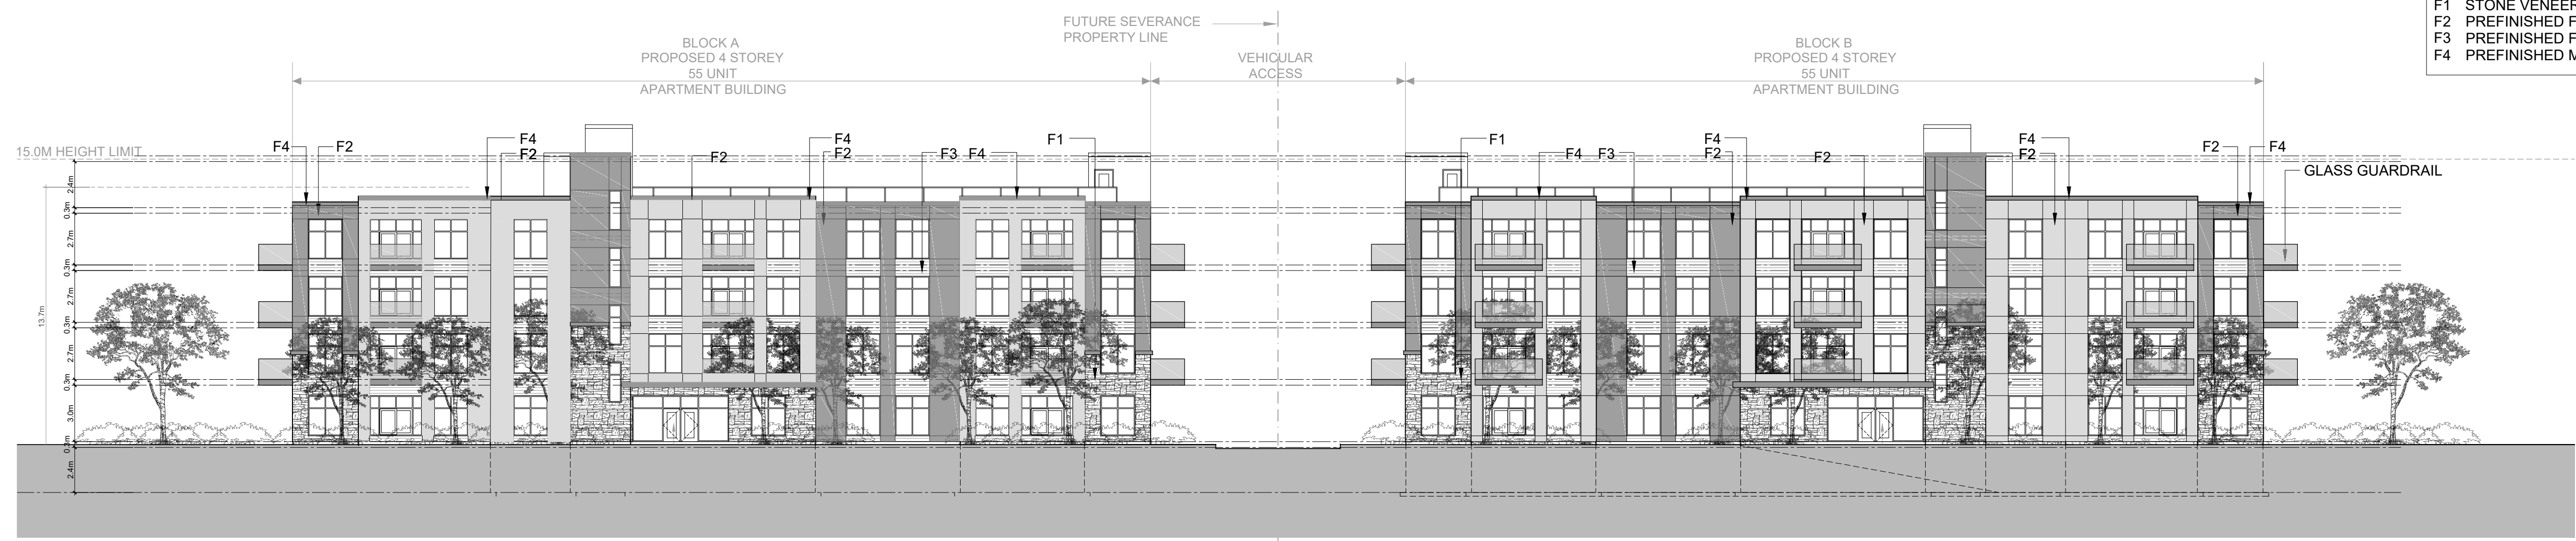 F1 STONE VENEER
F2 PREFINISHED F
F3 PREFINISHED F
F4 PREFINISHED M
FUTURE SEVERANCE
PROPERTY LINE
BLOCK A
PROPOSED 4 STOREY
55 UNIT
APARTMENT BUILDING
VEHICULAR
ACCESS
BLOCK B
PROPOSED 4 STOREY
55 UNIT
APARTMENT BUILDING
15.0M HEIGHT LIMIT
F4
F2
F4
F2
F2
F4
F2
F3
F4
F1
F1
F4
F3
F4
F2
F2
F4
F2
F2
F4
GLASS GUARDRAIL
2.4m
0.3m
2.7m
0.3m
2.7m
0.3m
2.7m
0.3m
3.0m
0.3m
2.4m
13.7m